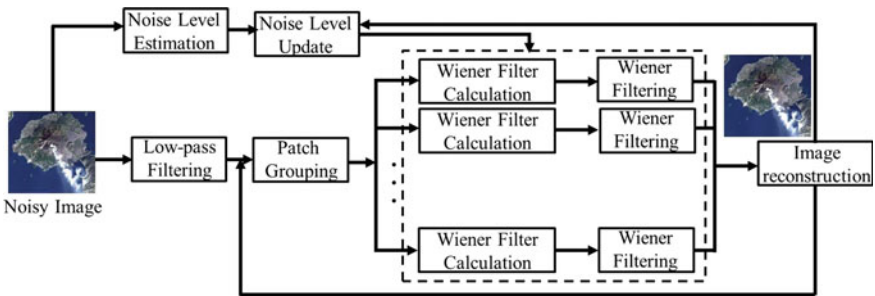 Noise Level
Estimation
Noise Level
Update
Wiener Filter
Calculation
Wiener
Filtering
Wiener Filter
Calculation
Wiener
Filtering
Noisy Image
Low-pass
Filtering
Patch
Grouping
Image
reconstruction
Wiener Filter
Calculation
Wiener
Filtering